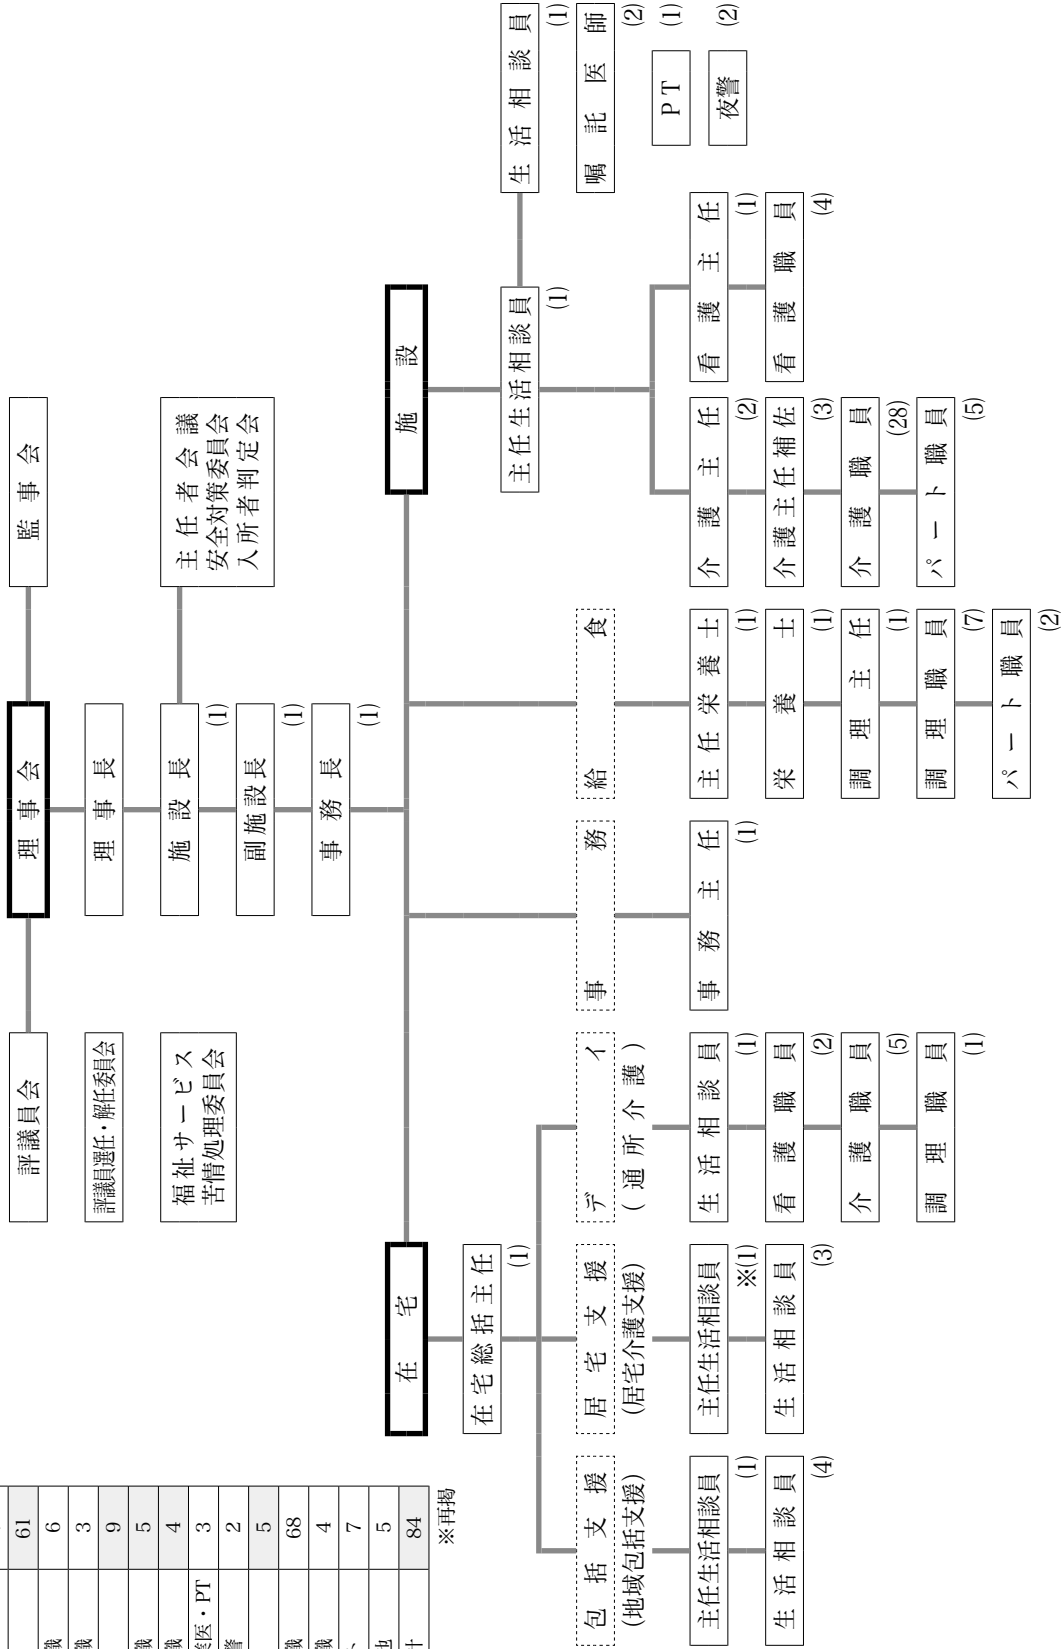 理事会
監事会
評議員会
理事長
評議員選任・解任委員会
施設長
(1)
主任者会議
安全対策委員会
入所者判定会
福祉サービス
苦情処理委員会
副施設長
(1)
事務長
(1)
在宅
在宅総括主任
(1)
包括支援
(地域包括支援)
主任生活相談員
(1)
生活相談員
(4)
居宅支援
(居宅介護支援)
主任生活相談員
※(1)
生活相談員
(3)
デイ
(通所介護)
生活相談員
(1)
看護職員
(2)
介護職員
(5)
調理職員
(1)
事務
事務主任
(1)
給食
主任栄養士
(1)
栄養士
(1)
調理主任
(1)
調理職員
(7)
パート職員
(2)
施設
主任生活相談員
(1)
生活相談員
(1)
嘱託医師
(2)
PT
(1)
夜警
(2)
介護主任
(2)
介護主任補佐
(3)
介護職員
(28)
パート職員
(5)
看護主任
(1)
看護職員
(4)
61
職 6
職 3
9
職 5
職 4
医・PT 3
警 2
5
職 68
職 4
7
他 5
計 84
※再掲